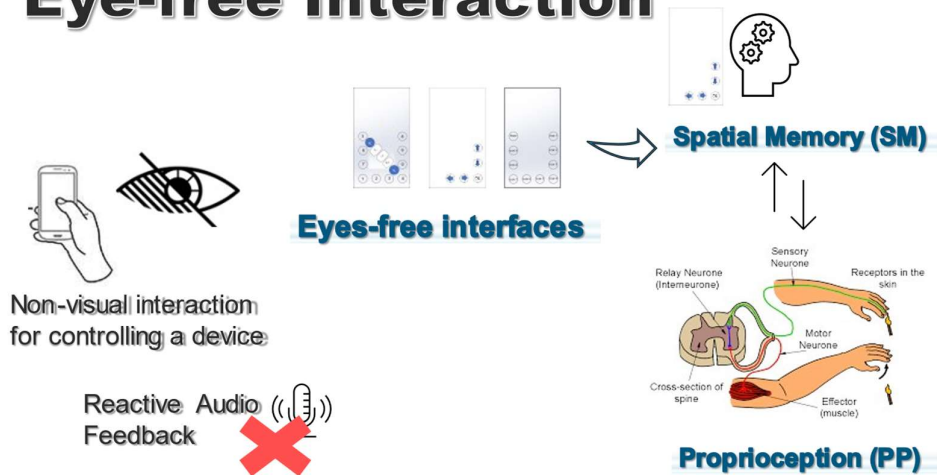 Eye-free Interaction
Spatial Memory (SM)
Eyes-free interfaces
Non-visual interaction
for controlling a device
Reactive Audio
Feedback
Sensory
Neurone
Relay Neurone
(Interneurone)
Receptors in the
skin
Motor
Neurone
Cross-section of
spine
Effector
(muscle)
Proprioception (PP)